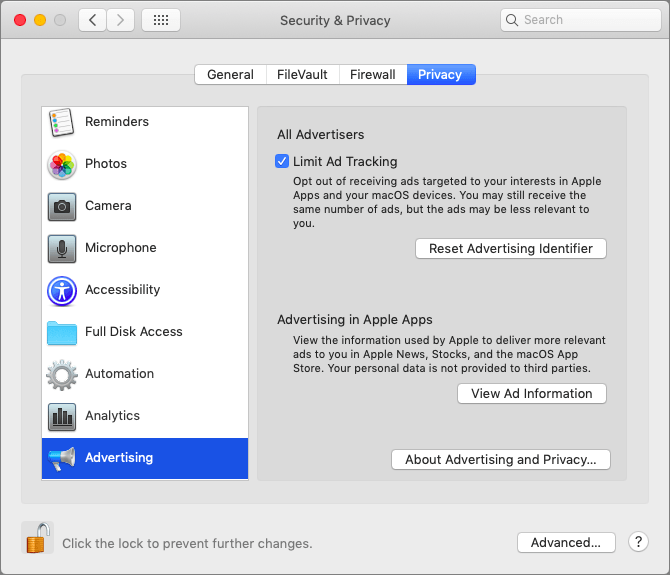 Security & Privacy
Search
General
FileVault
Firewall
Privacy
Reminders
Photos
Camera
Microphone
Accessibility
Full Disk Access
Automation
Analytics
Advertising
All Advertisers
Limit Ad Tracking
Opt out of receiving ads targeted to your interests in Apple
Apps and your macOS devices. You may still receive the
same number of ads, but the ads may be less relevant to
you.
Reset Advertising Identifier
Advertising in Apple Apps
View the information used by Apple to deliver more relevant
ads to you in Apple News, Stocks, and the macOS App
Store. Your personal data is not provided to third parties.
View Ad Information
About Advertising and Privacy...
Click the lock to prevent further changes.
Advanced...
?